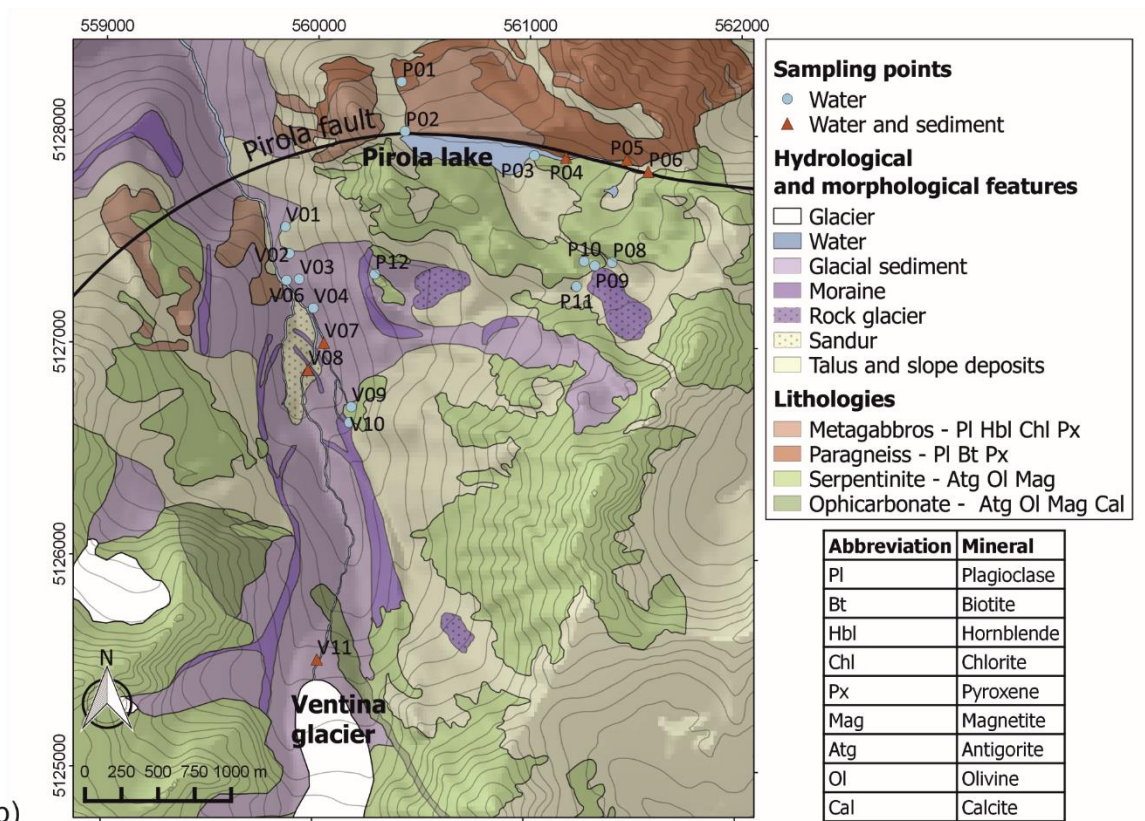 559000
560000
561000
562000
5128000
5127000
5126000
5125000
P01
P02
Pirola fault
Pirola lake
P03
P04
P05
P06
V01
V02
V03
V06
V04
P12
P10
P08
P09
P11
V07
V08
V09
V10
V11
Ventina
glacier
N
0 250 500 750 1000 m
b)
Sampling points
Water
Water and sediment
Hydrological
and morphological features
Glacier
Water
Glacial sediment
Moraine
Rock glacier
Sandur
Talus and slope deposits
Lithologies
Metagabbros - Pl Hbl Chl Px
Paragneiss - Pl Bt Px
Serpentinite - Atg Ol Mag
Ophicarbonate - Atg Ol Mag Cal
Abbreviation Mineral
Pl Plagioclase
Bt Biotite
Hbl Hornblende
Chl Chlorite
Px Pyroxene
Mag Magnetite
Atg Antigorite
Ol Olivine
Cal Calcite